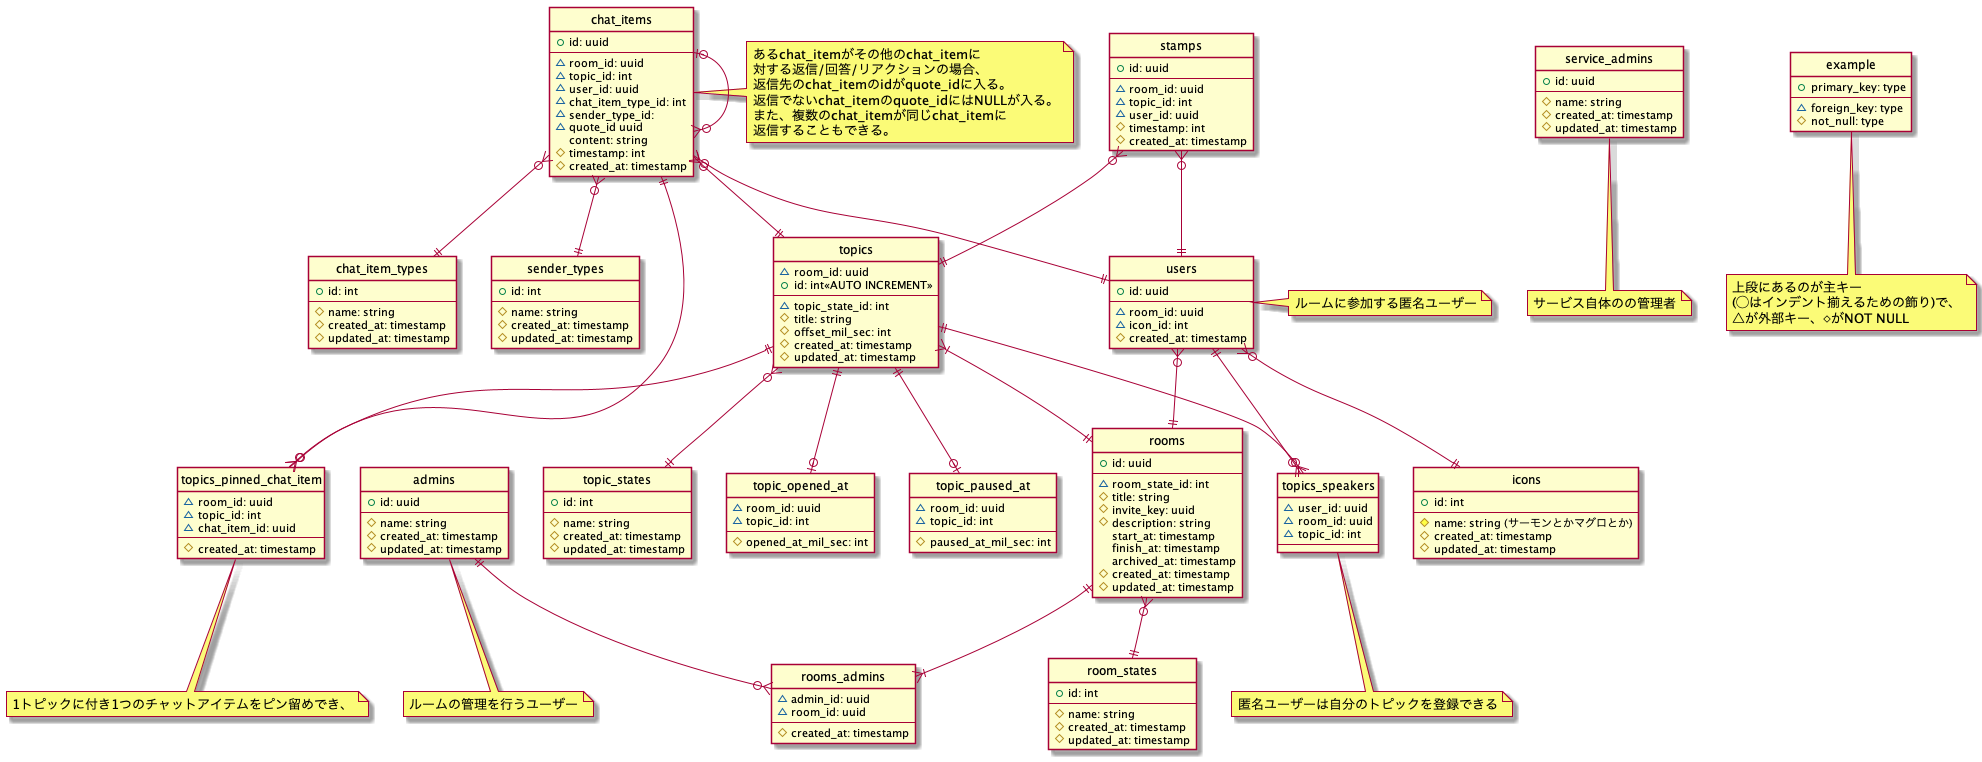 chat_items
id: uuid
room_id: uuid
topic_id: int
user_id: uuid
chat_item_type_id: int
sender_type_id:
quote_id uuid
content: string
timestamp: int
created_at: timestamp
あるchat_itemがその他のchat_itemに
対する返信/回答/リアクションの場合、
返信先のchat_itemのidがquote_idに入る。
返信でないchat_itemのquote_idにはNULLが入る。
また、複数のchat_itemが同じchat_itemに
返信することもできる。
stamps
id: uuid
room_id: uuid
topic_id: int
user_id: uuid
timestamp: int
created_at: timestamp
service_admins
id: uuid
name: string
created_at: timestamp
updated_at: timestamp
example
primary_key: type
foreign_key: type
not_null: type
chat_item_types
id: int
name: string
created_at: timestamp
updated_at: timestamp
sender_types
id: int
name: string
created_at: timestamp
updated_at: timestamp
topics
room_id: uuid
id: int«AUTO INCREMENT»
topic_state_id: int
title: string
offset_mil_sec: int
created_at: timestamp
updated_at: timestamp
users
id: uuid
room_id: uuid
icon_id: int
created_at: timestamp
ルームに参加する匿名ユーザー
サービス自体のの管理者
上段にあるのが主キー
(◯はインデント揃えるための飾り)で、
△が外部キー、◇がNOT NULL
topics_pinned_chat_item
room_id: uuid
topic_id: int
chat_item_id: uuid
created_at: timestamp
admins
id: uuid
name: string
created_at: timestamp
updated_at: timestamp
topic_states
id: int
name: string
created_at: timestamp
updated_at: timestamp
topic_opened_at
room_id: uuid
topic_id: int
opened_at_mil_sec: int
topic_paused_at
room_id: uuid
topic_id: int
paused_at_mil_sec: int
rooms
id: uuid
room_state_id: int
title: string
invite_key: uuid
description: string
start_at: timestamp
finish_at: timestamp
archived_at: timestamp
created_at: timestamp
updated_at: timestamp
topics_speakers
user_id: uuid
room_id: uuid
topic_id: int
icons
id: int
name: string (サーモンとかマグロとか)
created_at: timestamp
updated_at: timestamp
1トピックに付き1つのチャットアイテムをピン留めでき、
ルームの管理を行うユーザー
rooms_admins
admin_id: uuid
room_id: uuid
created_at: timestamp
room_states
id: int
name: string
created_at: timestamp
updated_at: timestamp
匿名ユーザーは自分のトピックを登録できる